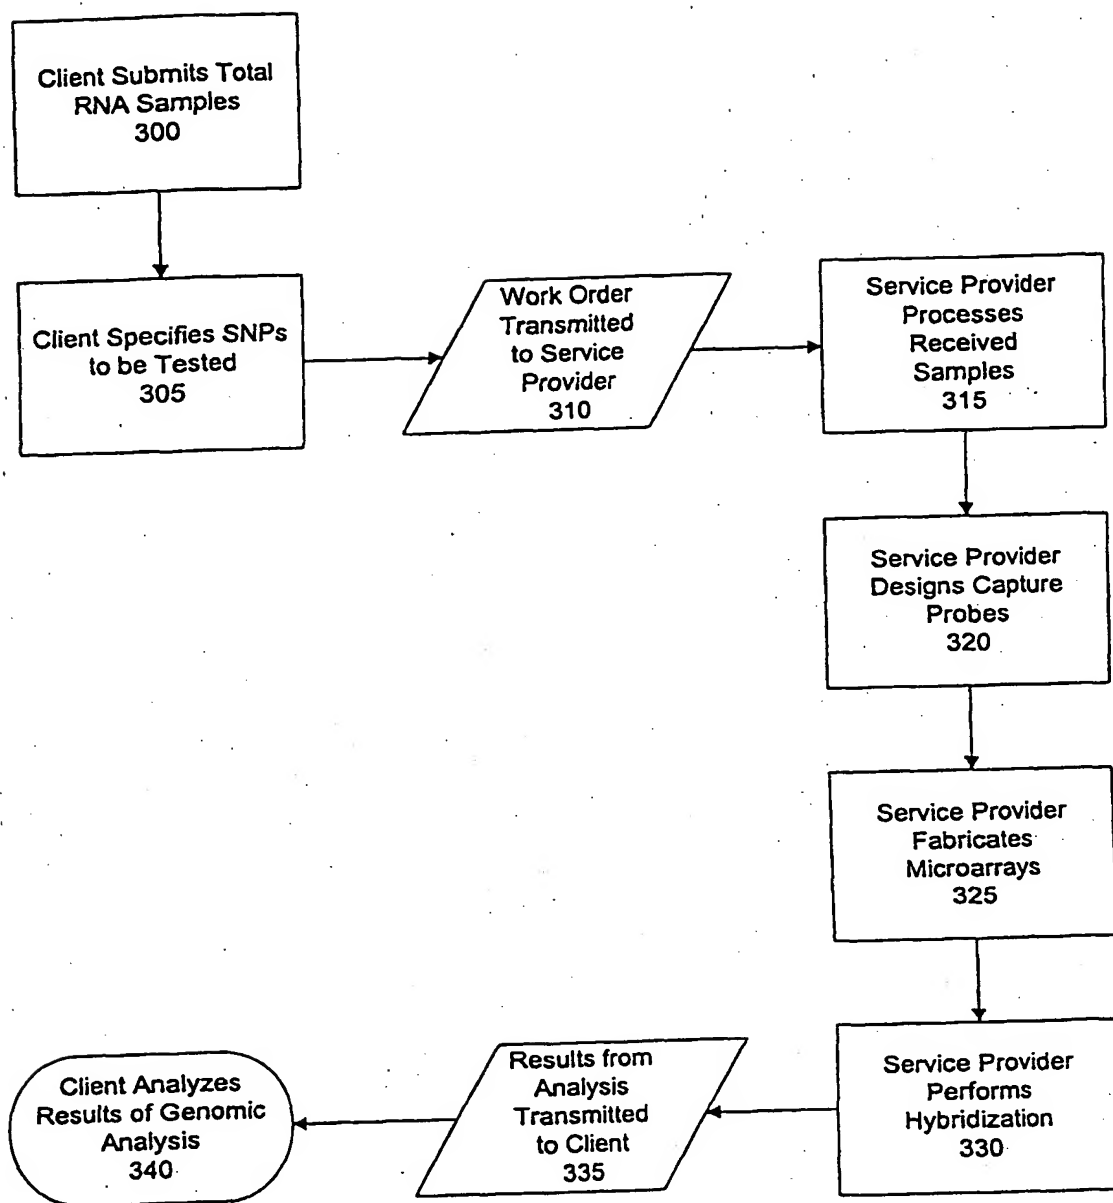 Client Submits Total
RNA Samples
300
Client Specifies SNPs
to be Tested
305
Work Order
Transmitted
to Service
Provider
310
Service Provider
Processes
Received
Samples
315
Service Provider
Designs Capture
Probes
320
Service Provider
Fabricates
Microarrays
325
Service Provider
Performs
Hybridization
330
Results from
Analysis
Transmitted
to Client
335
Client Analyzes
Results of Genomic
Analysis
340